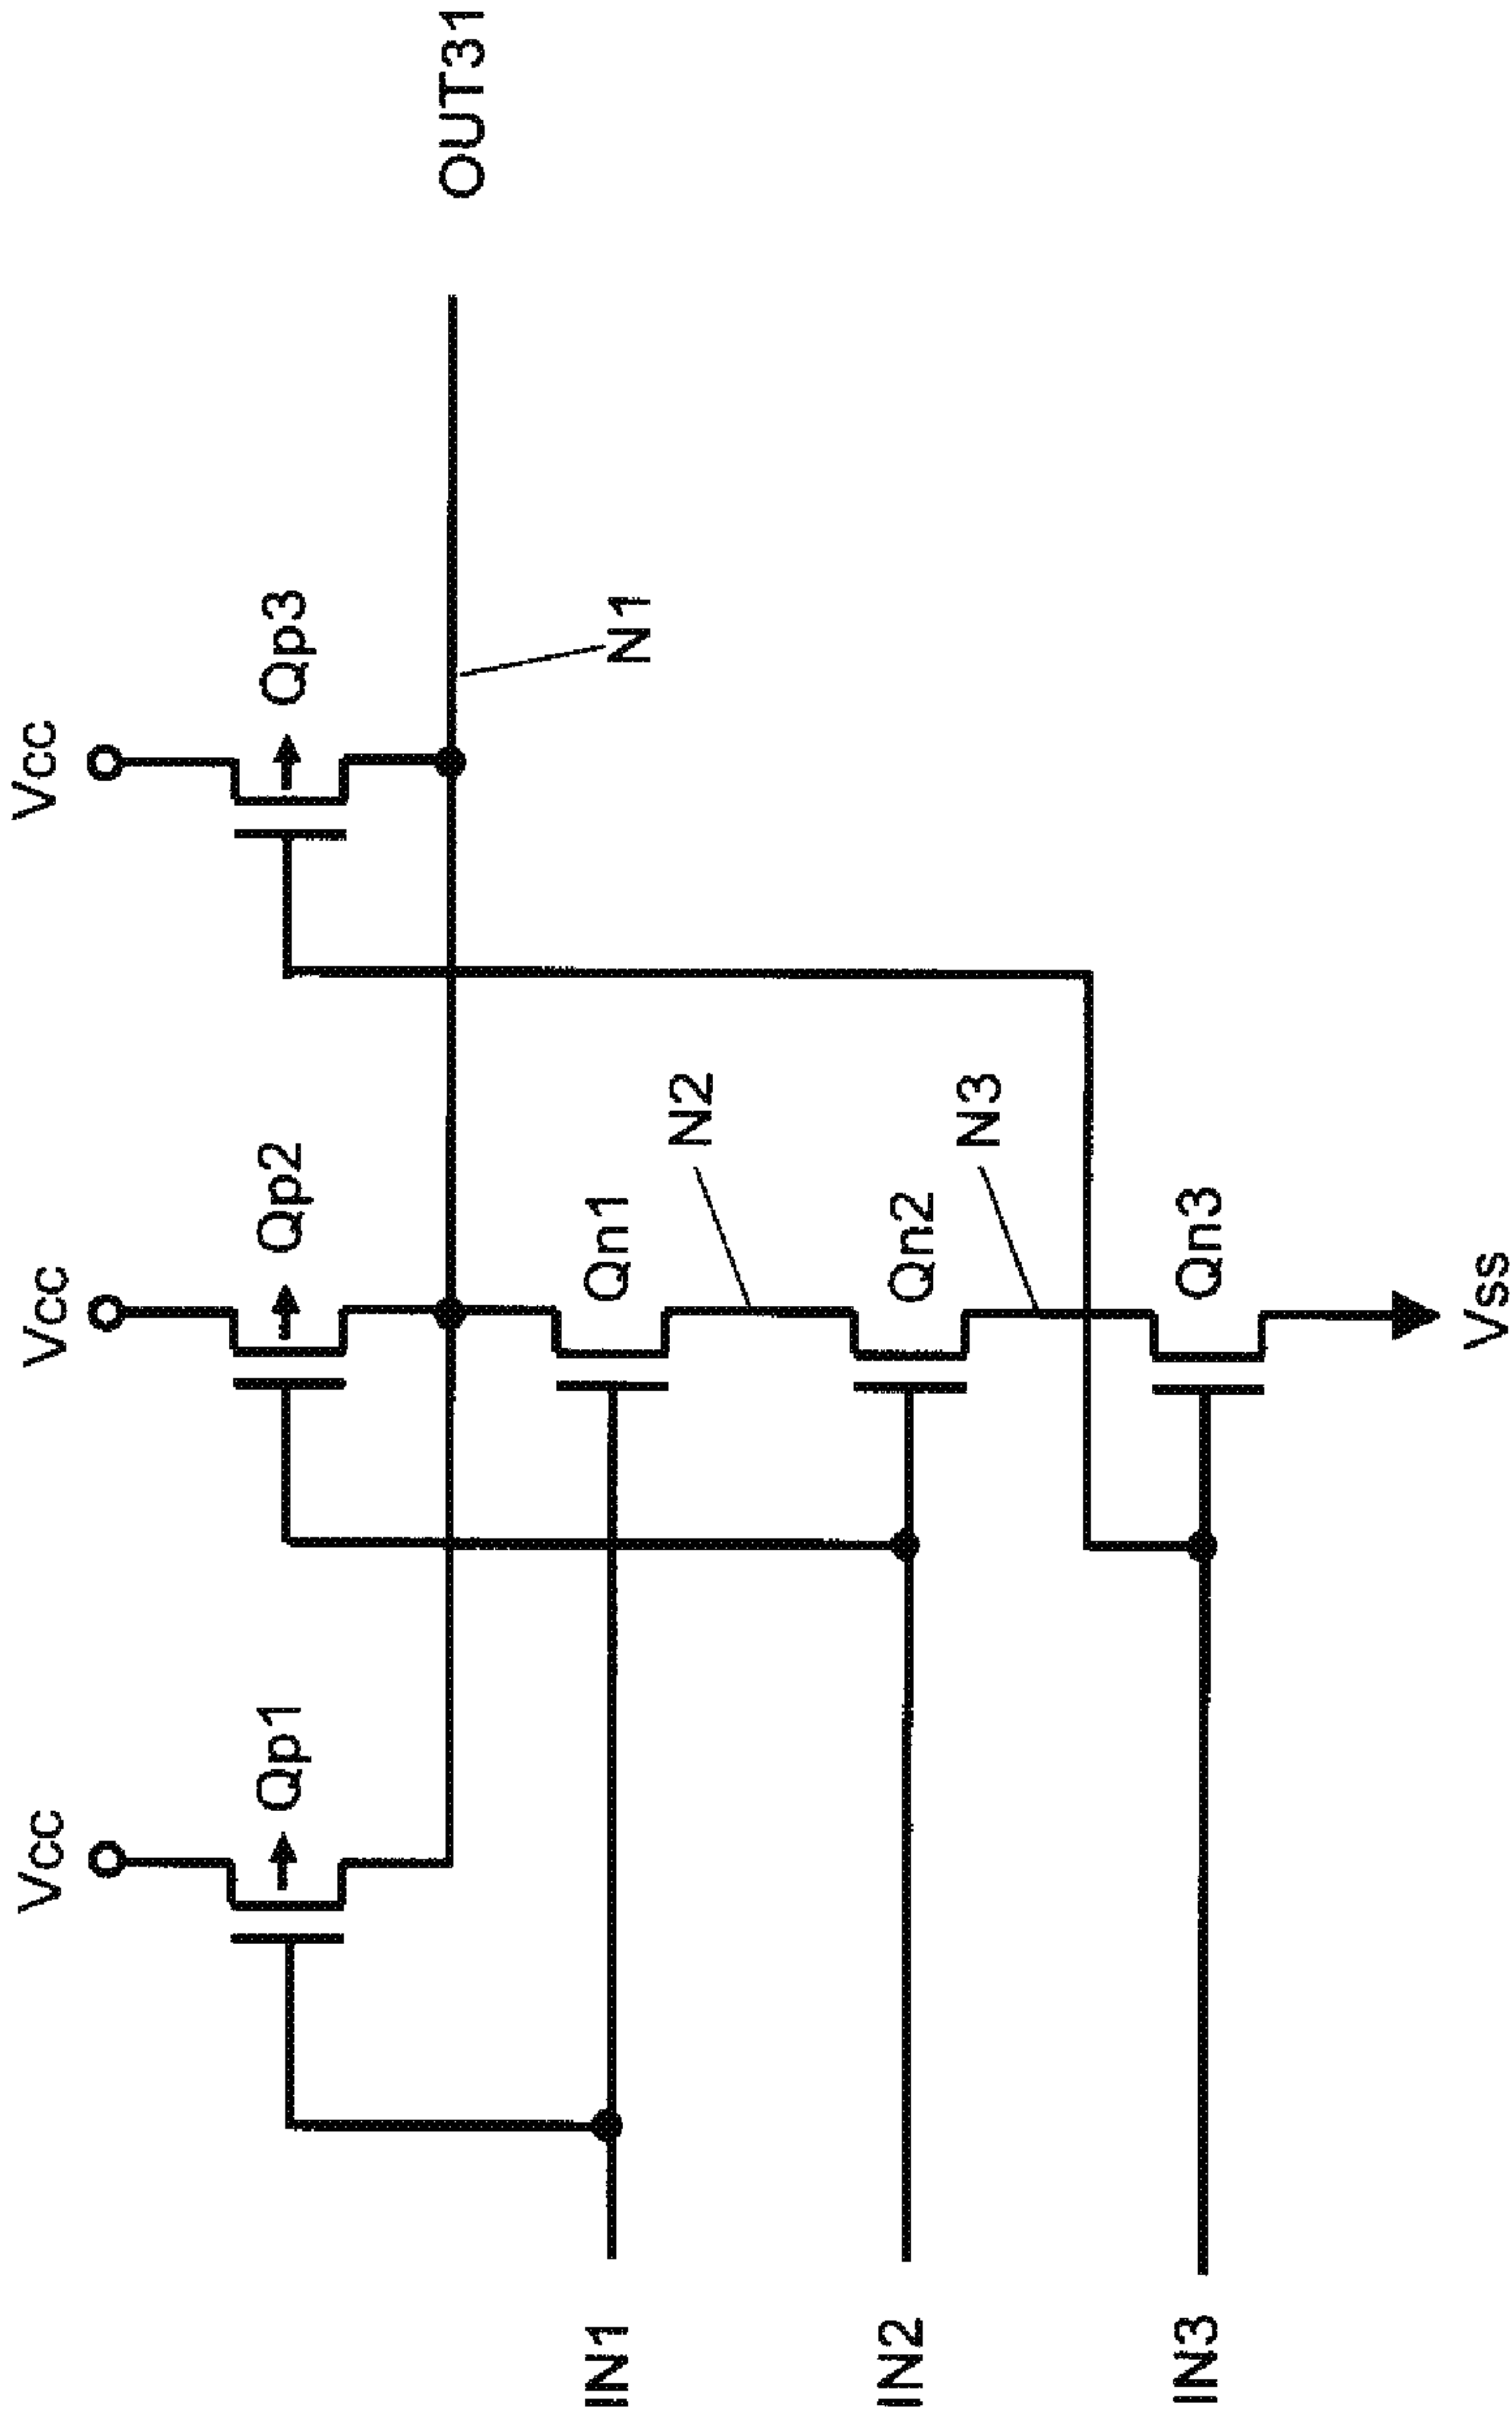 Vcc
Vcc
Vcc
Qp1
Qp2
Qp3
OUT31
N1
IN1
Qn1
N2
IN2
Qn2
N3
IN3
Qn3
Vss